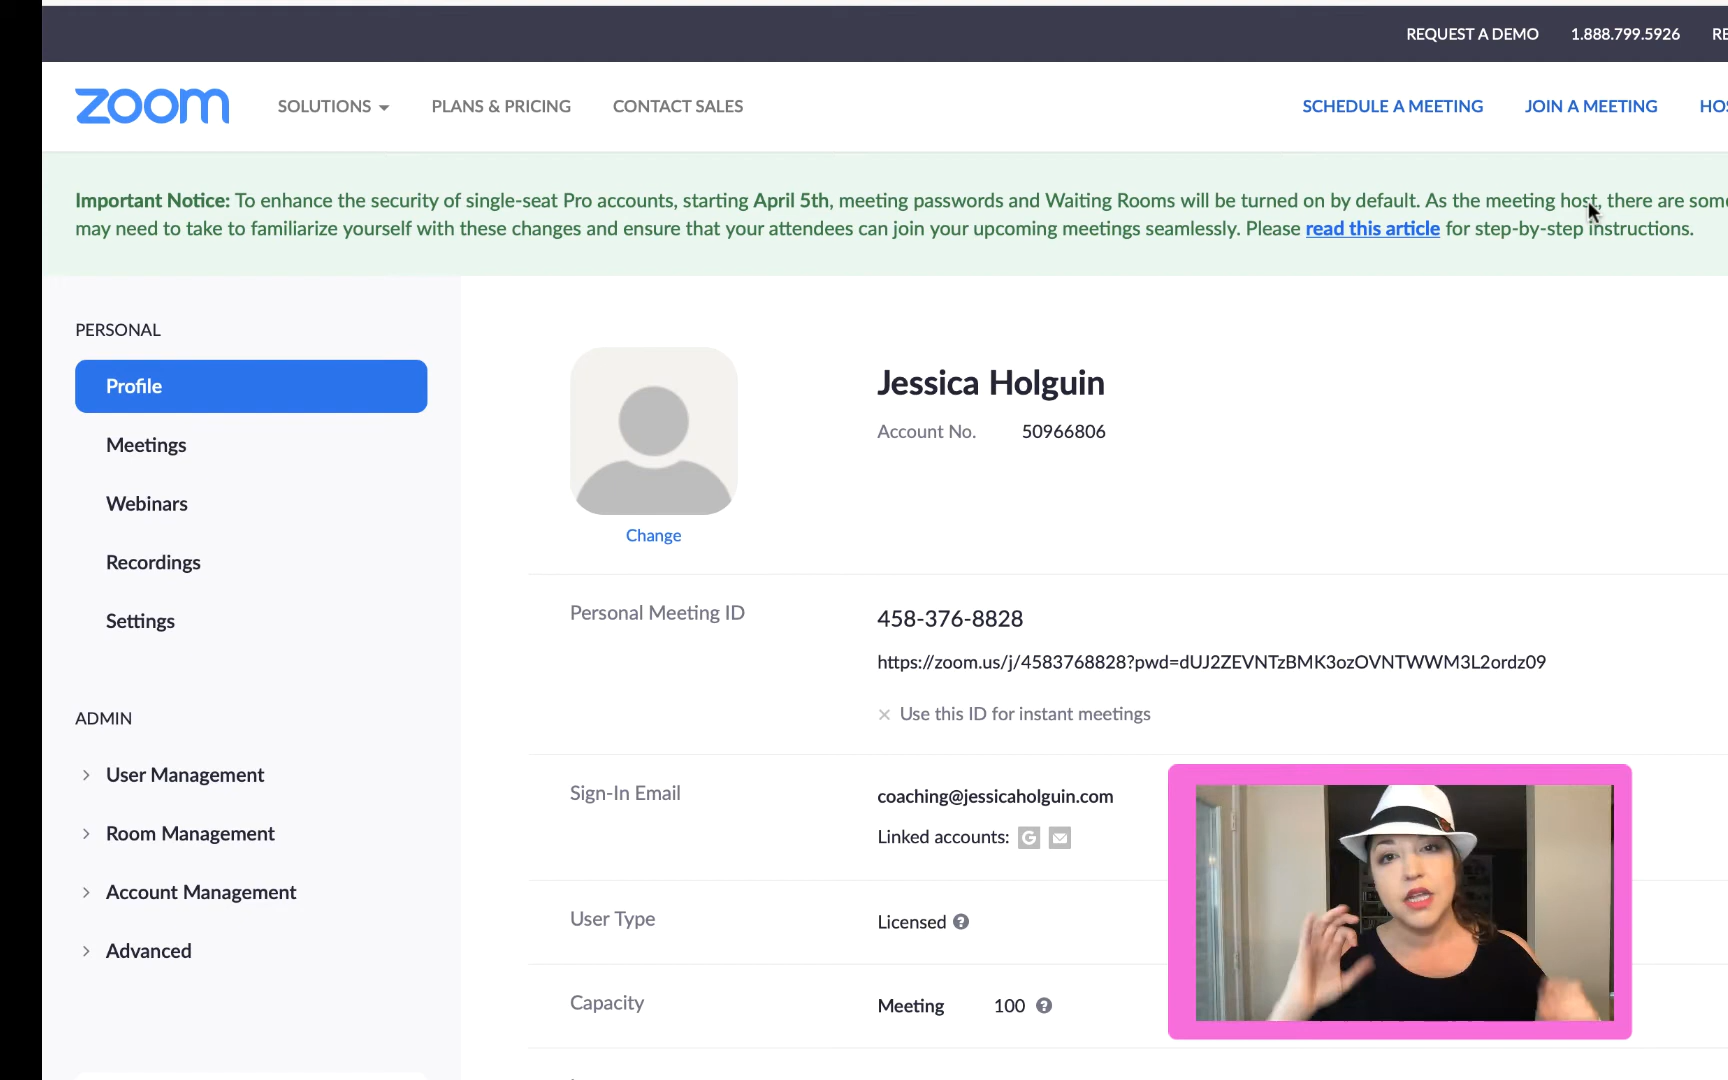 REQUEST A DEMO 1.888.799.5926
zoom SOLUTIONS PLANS & PRICING CONTACT SALES SCHEDULE A MEETING JOIN A MEETING
Important Notice: To enhance the security of single-seat Pro accounts, starting April 5th, meeting passwords and Waiting Rooms will be turned on by default. As the meeting host, there are some
may need to take to familiarize yourself with these changes and ensure that your attendees can join your upcoming meetings seamlessly. Please read this article for step-by-step instructions.
PERSONAL
Profile
Meetings
Webinars
Recordings
Settings
ADMIN
User Management
Room Management
Account Management
Advanced
Change
Jessica Holguin
Account No. 50966806
Personal Meeting ID 458-376-8828
https://zoom.us/j/4583768828?pwd=dUJ2ZEVNTzBMK3ozOVNTWWM3L2ordz09
Use this ID for instant meetings
Sign-In Email coaching@jessicaholguin.com
Linked accounts:
User Type Licensed
Capacity Meeting 100